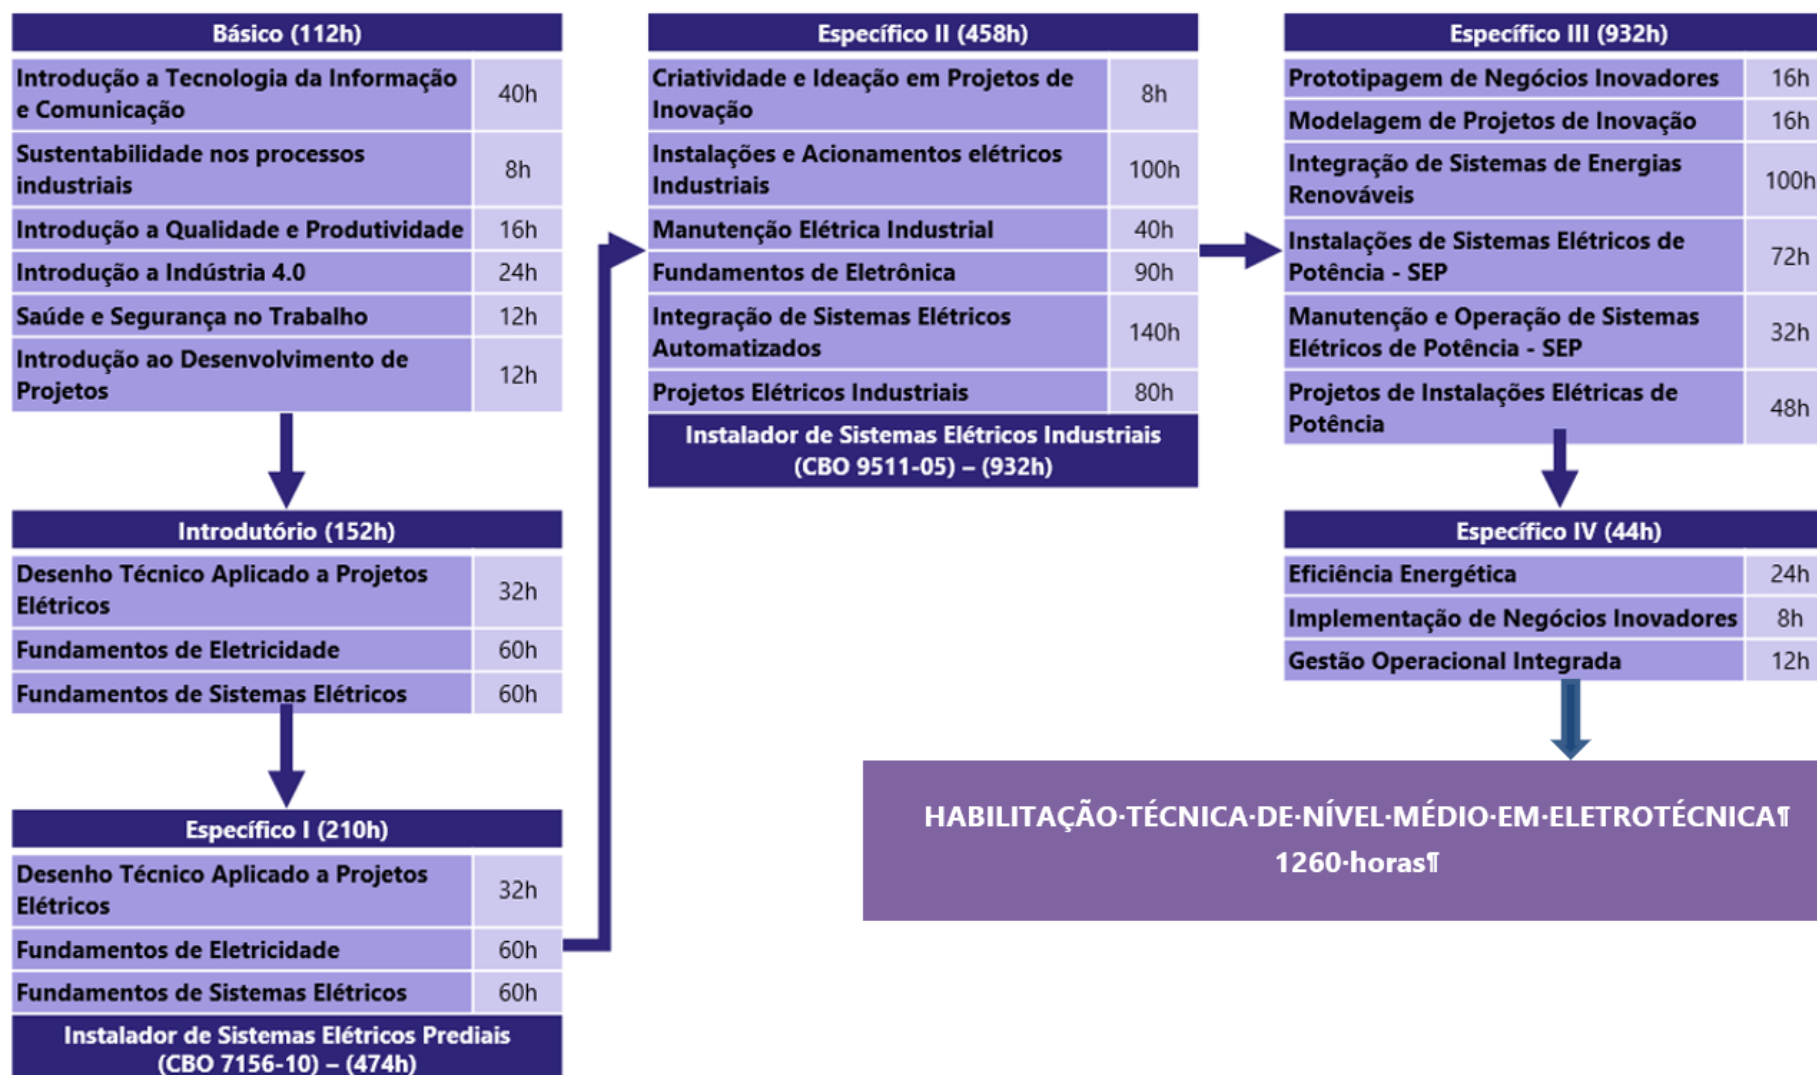 Básico (112h)
Introdução a Tecnologia da Informação
e Comunicação
40h
Sustentabilidade nos processos
industriais
8h
Introdução a Qualidade e Produtividade
16h
Introdução a Indústria 4.0
24h
Saúde e Segurança no Trabalho
12h
Introdução ao Desenvolvimento de
Projetos
12h
Introdutório (152h)
Desenho Técnico Aplicado a Projetos
Elétricos
32h
Fundamentos de Eletricidade
60h
Fundamentos de Sistemas Elétricos
60h
Específico I (210h)
Desenho Técnico Aplicado a Projetos
Elétricos
32h
Fundamentos de Eletricidade
60h
Fundamentos de Sistemas Elétricos
60h
Instalador de Sistemas Elétricos Prediais
(CBO 7156-10) – (474h)
Específico II (458h)
Criatividade e Ideação em Projetos de
Inovação
8h
Instalações e Acionamentos elétricos
Industriais
100h
Manutenção Elétrica Industrial
40h
Fundamentos de Eletrônica
90h
Integração de Sistemas Elétricos
Automatizados
140h
Projetos Elétricos Industriais
80h
Instalador de Sistemas Elétricos Industriais
(CBO 9511-05) – (932h)
Específico III (932h)
Prototipagem de Negócios Inovadores
16h
Modelagem de Projetos de Inovação
16h
Integração de Sistemas de Energias
Renováveis
100h
Instalações de Sistemas Elétricos de
Potência - SEP
72h
Manutenção e Operação de Sistemas
Elétricos de Potência - SEP
32h
Projetos de Instalações Elétricas de
Potência
48h
Específico IV (44h)
Eficiência Energética
24h
Implementação de Negócios Inovadores
8h
Gestão Operacional Integrada
12h
HABILITAÇÃO·TÉCNICA·DE·NÍVEL·MÉDIO·EM·ELETROTÉCNICA¶
1260·horas¶